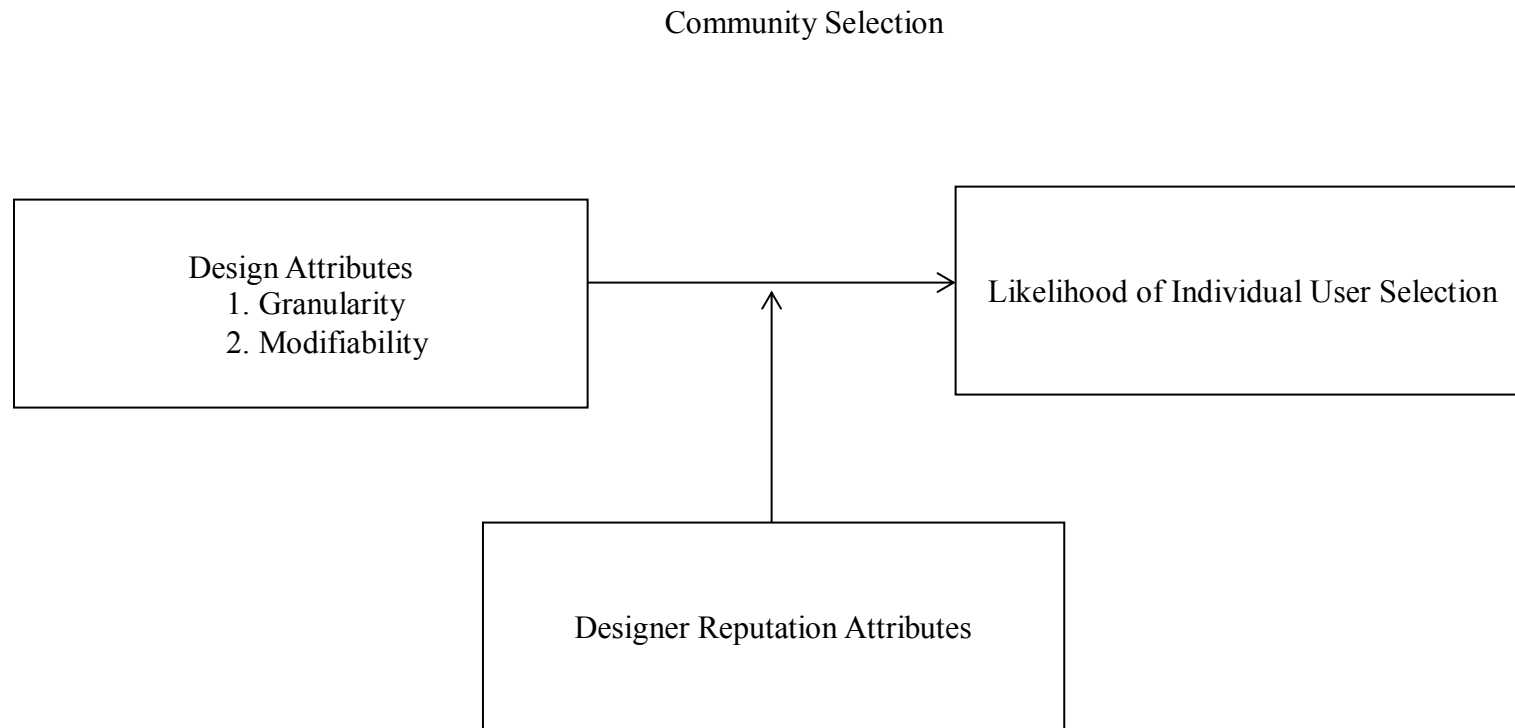 Community Selection
Design Attributes
1. Granularity
2. Modifiability
Likelihood of Individual User Selection
Designer Reputation Attributes